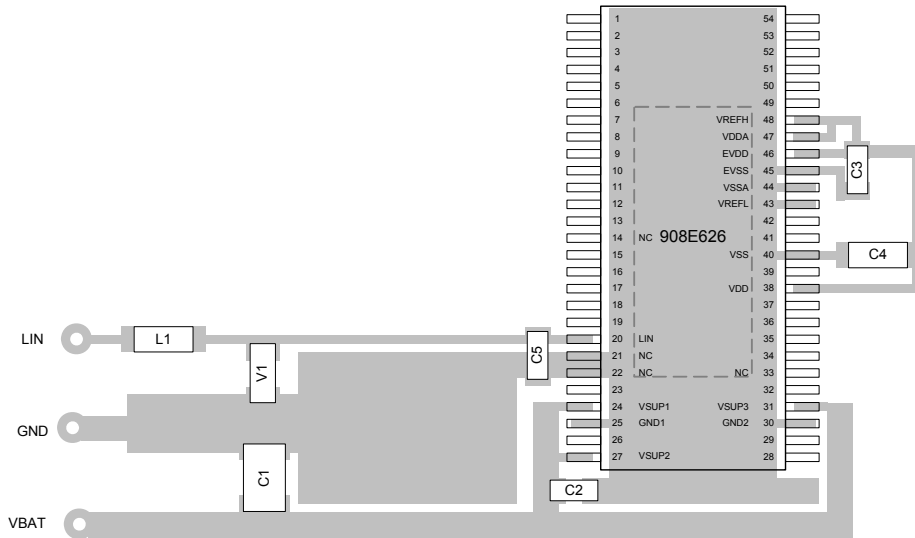 1 54
2 53
3 52
4 51
5 50
6 49
7 VREFH 48
8 VDDA 47
9 EVDD 46
10 EVSS 45
11 VSSA 44
12 VREFL 43
C3
13 42
14 NC 908E626 41
15 VSS 40
C4
16 39
17 VDD 38
18 37
19 36
LIN L1 20 LIN 35
V1 C5
21 NC 34
22 NC NC 33
23 32
24 VSUP1 VSUP3 31
GND 25 GND1 GND2 30
26 29
27 VSUP2 28
C1 C2
VBAT